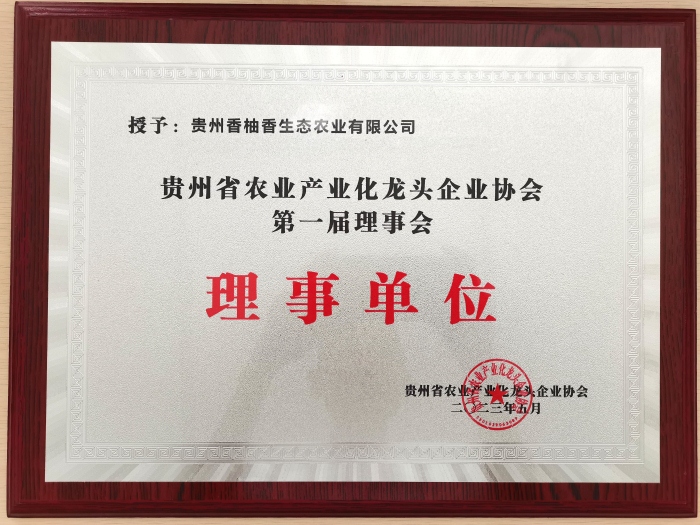 授予：贵州香柚香生态农业有限公司
贵州省农业产业化龙头企业协会
第一届理事会
理事单位
贵州省农业产业化龙头企业协会
二〇二三年五月